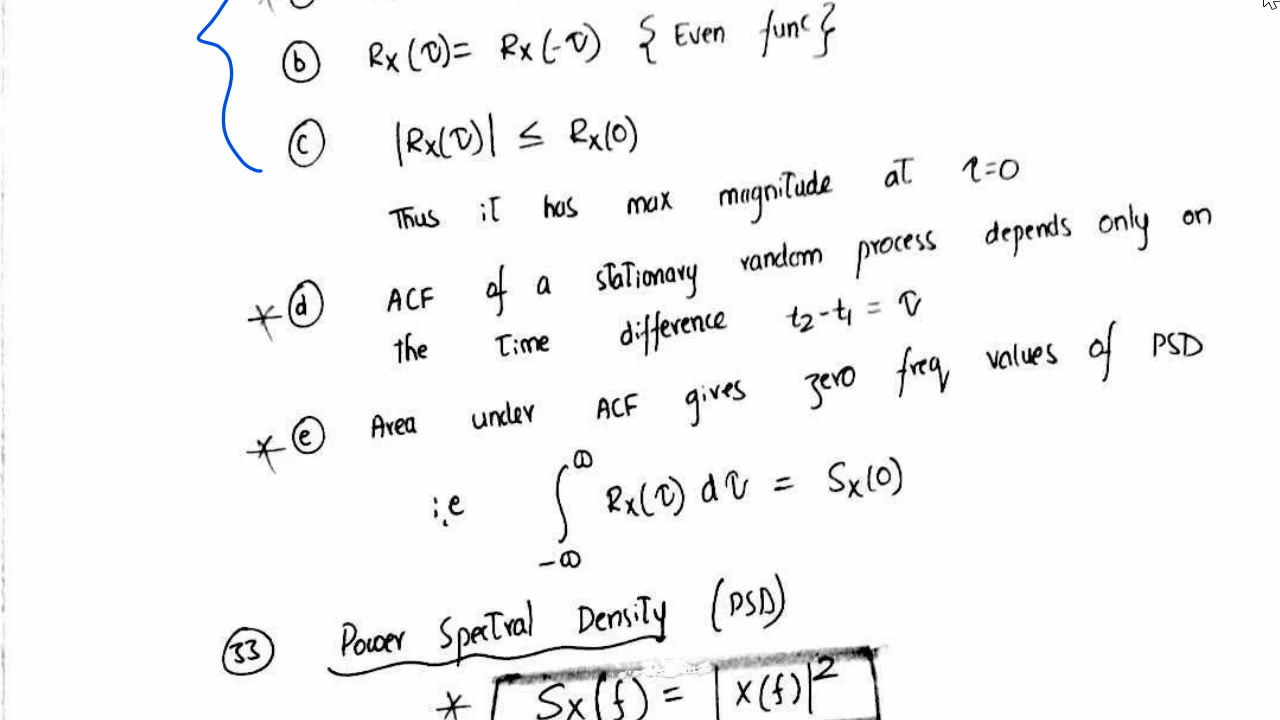 (b) Rx(τ) = Rx(-τ) { Even func }
(c) |Rx(τ)| ≤ Rx(0)
Thus it has max magnitude at τ=0
* (d) ACF of a stationary random process depends only on
the time difference t₂-t₁ = τ
* (e) Area under ACF gives zero freq values of PSD
i.e ∫_{-∞}^{∞} Rx(τ) dτ = Sx(0)
(33) Power Spectral Density (PSD)
* Sx(f) = |X(f)|²